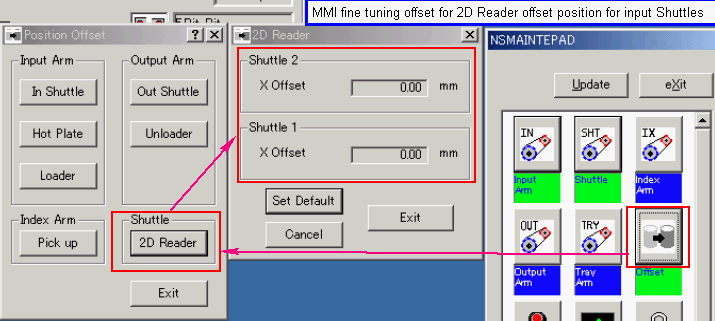 MMI fine tuning offset for 2D Reader offset position for input Shuttles
Position Offset
Input Arm
In Shuttle
Hot Plate
Loader
Output Arm
Out Shuttle
Unloader
Index Arm
Pick up
Shuttle
2D Reader
Exit
2D Reader
Shuttle 2
X Offset 0.00 mm
Shuttle 1
X Offset 0.00 mm
Set Default
Cancel
Exit
NSMAINTEPAD
Update
eXit
IN
Input
Arm
SHT
Shuttle
IX
Index
Arm
OUT
Output
Arm
TRY
Tray
Arm
Offset